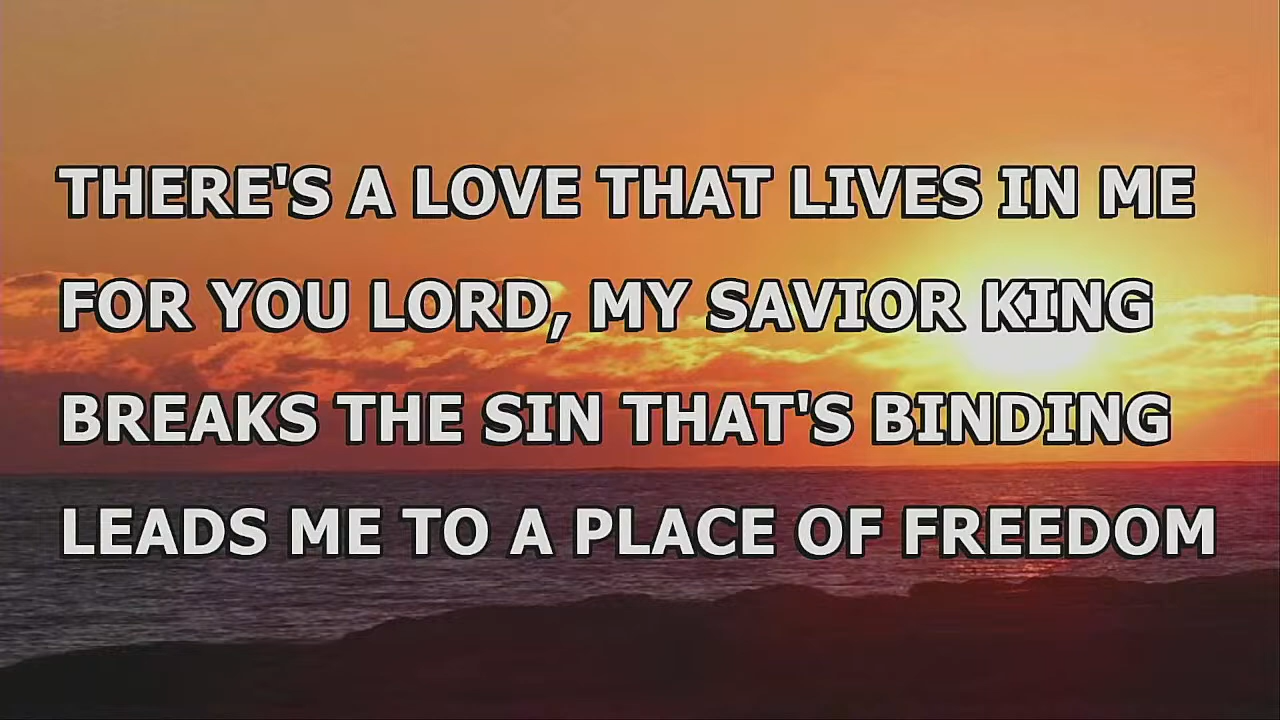 THERE'S A LOVE THAT LIVES IN ME
FOR YOU LORD, MY SAVIOR KING
BREAKS THE SIN THAT'S BINDING
LEADS ME TO A PLACE OF FREEDOM